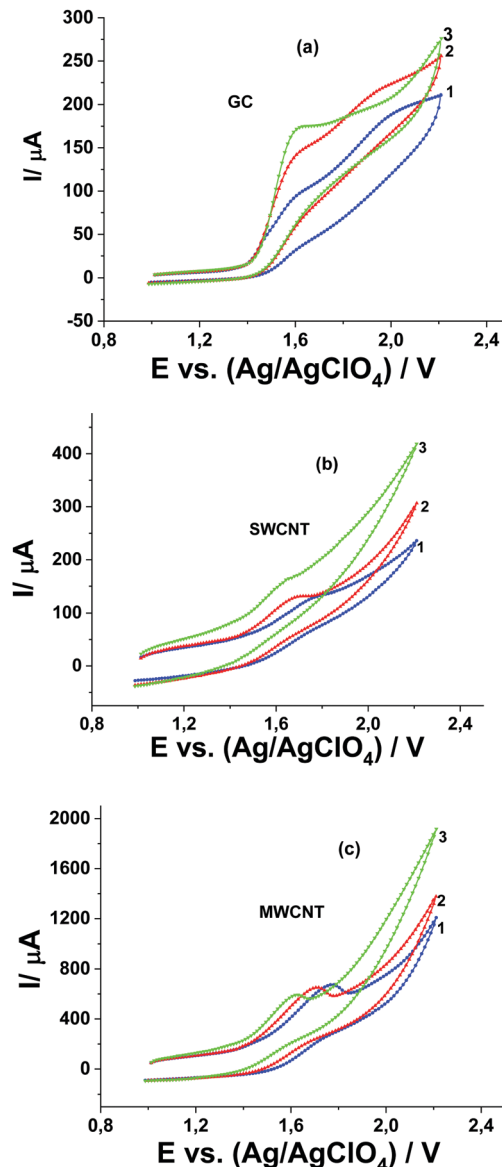 (a)
GC
3
2
1
300
250
200
150
100
50
0
-50
I/ μA
0,8 1,2 1,6 2,0 2,4
E vs. (Ag/AgClO4) / V
(b)
SWCNT
3
2
1
400
300
200
100
0
I/ μA
0,8 1,2 1,6 2,0 2,4
E vs. (Ag/AgClO4) / V
(c)
MWCNT
3
2
1
2000
1600
1200
800
400
0
I/ μA
0,8 1,2 1,6 2,0 2,4
E vs. (Ag/AgClO4) / V